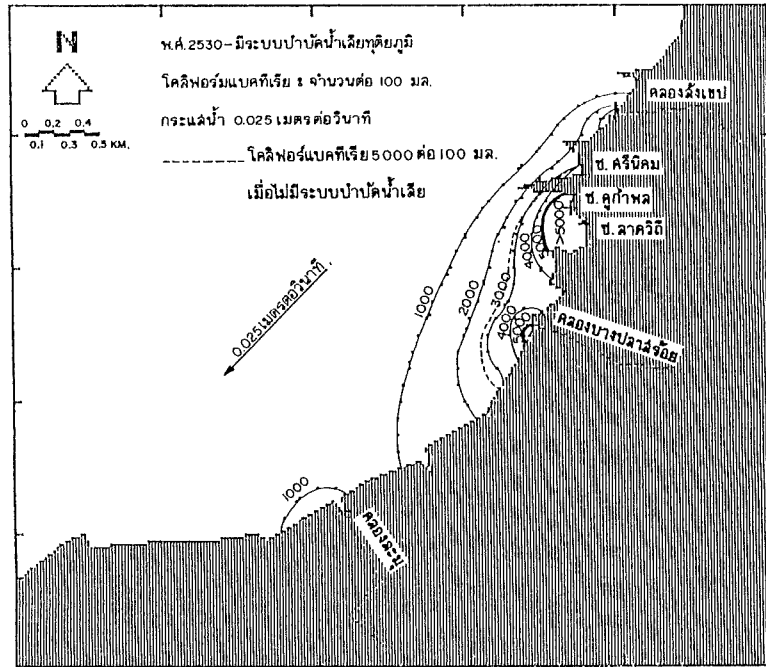 N
พ.ศ.2530-มีระบบบำบัดน้ำเสียทุติยภูมิ
โคลิฟอร์มแบคทีเรีย : จำนวนต่อ 100 มล.
กระแสน้ำ 0.025 เมตรต่อวินาที
โคลิฟอร์แบคทีเรีย 5000 ต่อ 100 มล.
เมื่อไม่มีระบบบำบัดน้ำเสีย
0 0.2 0.4
0.1 0.3 0.5 KM.
คลองสังเขป
ซ. ศรีนิคม
ซ. คูกำพล
ซ. ลาดวิถี
>5000
5000
4000
3000
2000
1000
0.025 เมตรต่อวินาที
4000
5000
คลองบางปลาสร้อย
1000
คลองละมุ